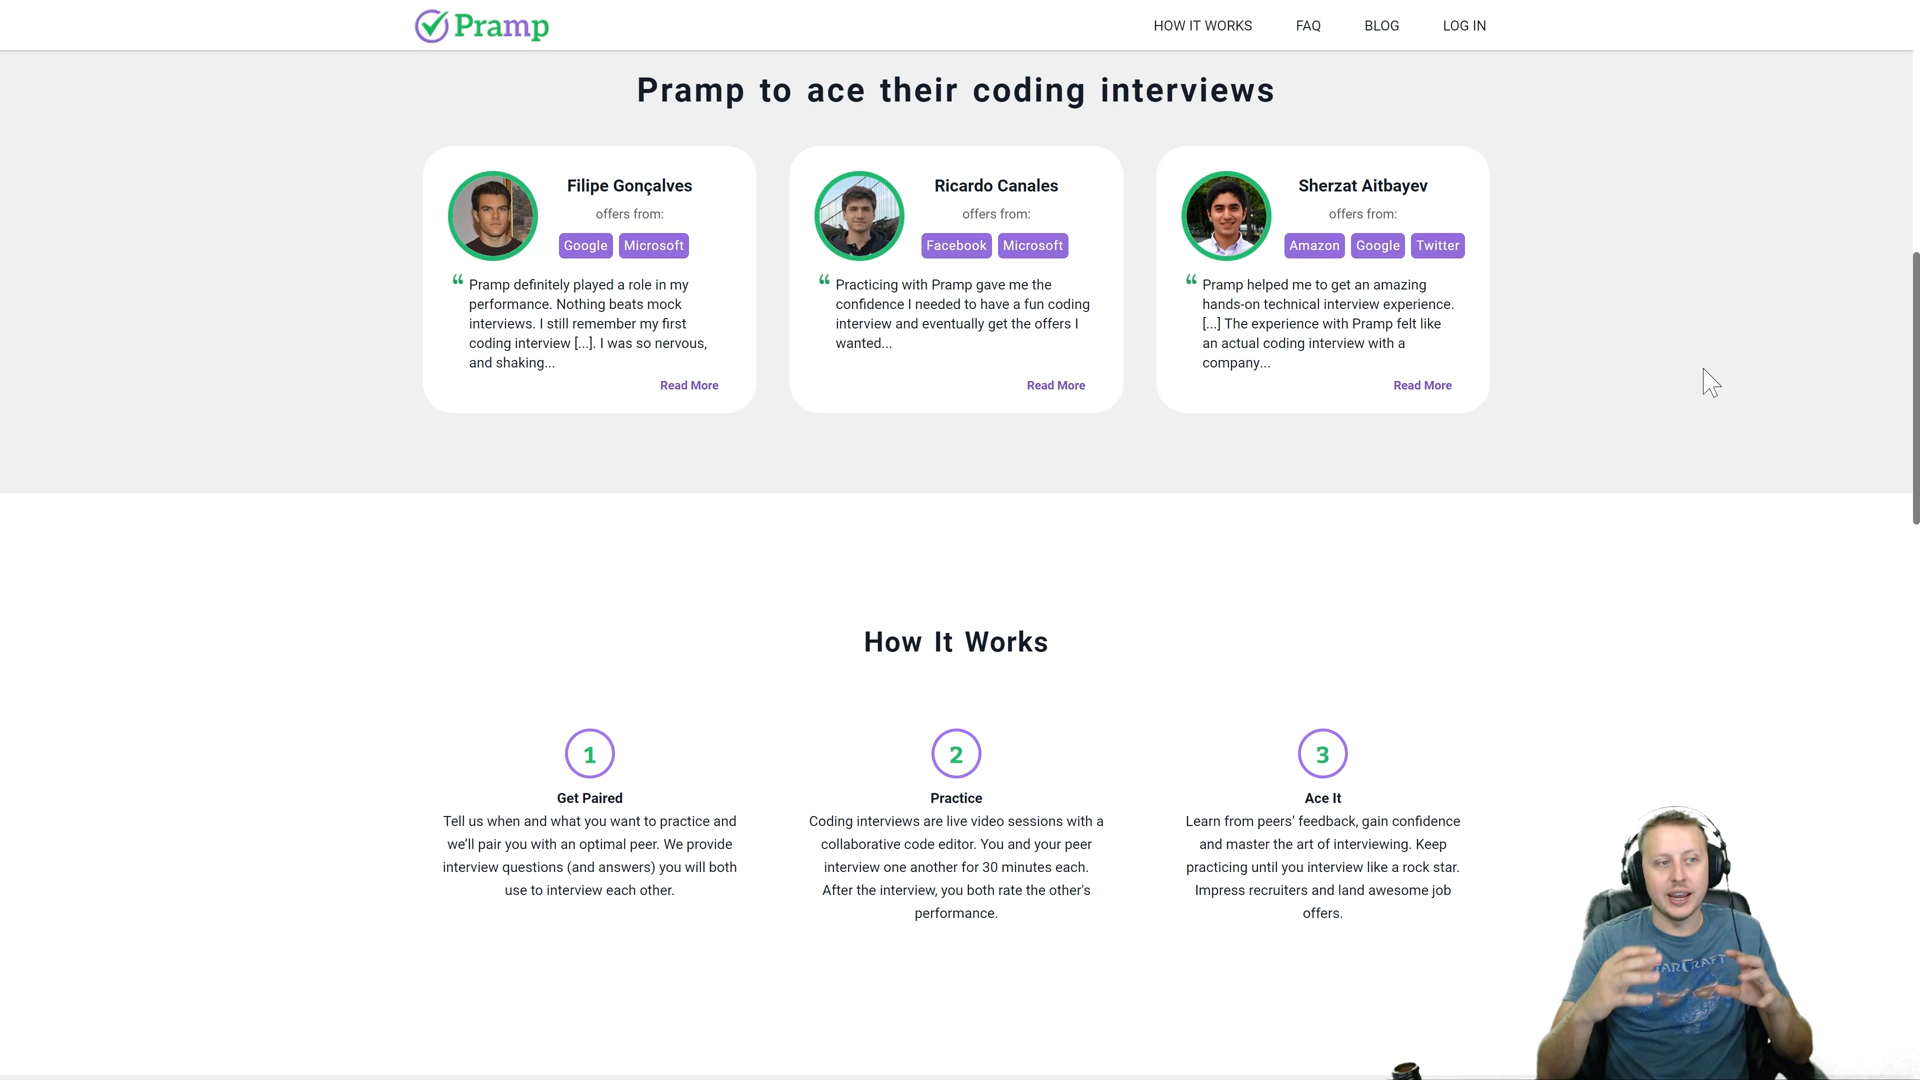 Pramp
HOW IT WORKS
FAQ
BLOG
LOG IN
Pramp to ace their coding interviews
Filipe Gonçalves
offers from:
Google Microsoft
“ Pramp definitely played a role in my
performance. Nothing beats mock
interviews. I still remember my first
coding interview [...]. I was so nervous,
and shaking...
Read More
Ricardo Canales
offers from:
Facebook Microsoft
“ Practicing with Pramp gave me the
confidence I needed to have a fun coding
interview and eventually get the offers I
wanted...
Read More
Sherzat Aitbayev
offers from:
Amazon Google Twitter
“ Pramp helped me to get an amazing
hands-on technical interview experience.
[...] The experience with Pramp felt like
an actual coding interview with a
company...
Read More
How It Works
1
Get Paired
Tell us when and what you want to practice and
we’ll pair you with an optimal peer. We provide
interview questions (and answers) you will both
use to interview each other.
2
Practice
Coding interviews are live video sessions with a
collaborative code editor. You and your peer
interview one another for 30 minutes each.
After the interview, you both rate the other's
performance.
3
Ace It
Learn from peers’ feedback, gain confidence
and master the art of interviewing. Keep
practicing until you interview like a rock star.
Impress recruiters and land awesome job
offers.
STARCRAFT